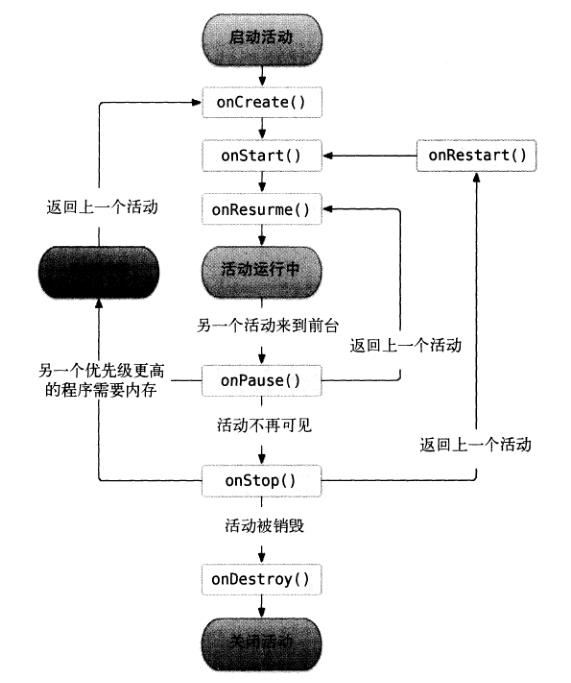 启动活动
onCreate()
onStart()
onRestart()
返回上一个活动
onResurme()
活动运行中
另一个活动来到前台
返回上一个活动
另一个优先级更高
的程序需要内存
onPause()
活动不再可见
返回上一个活动
onStop()
活动被销毁
onDestroy()
关闭活动